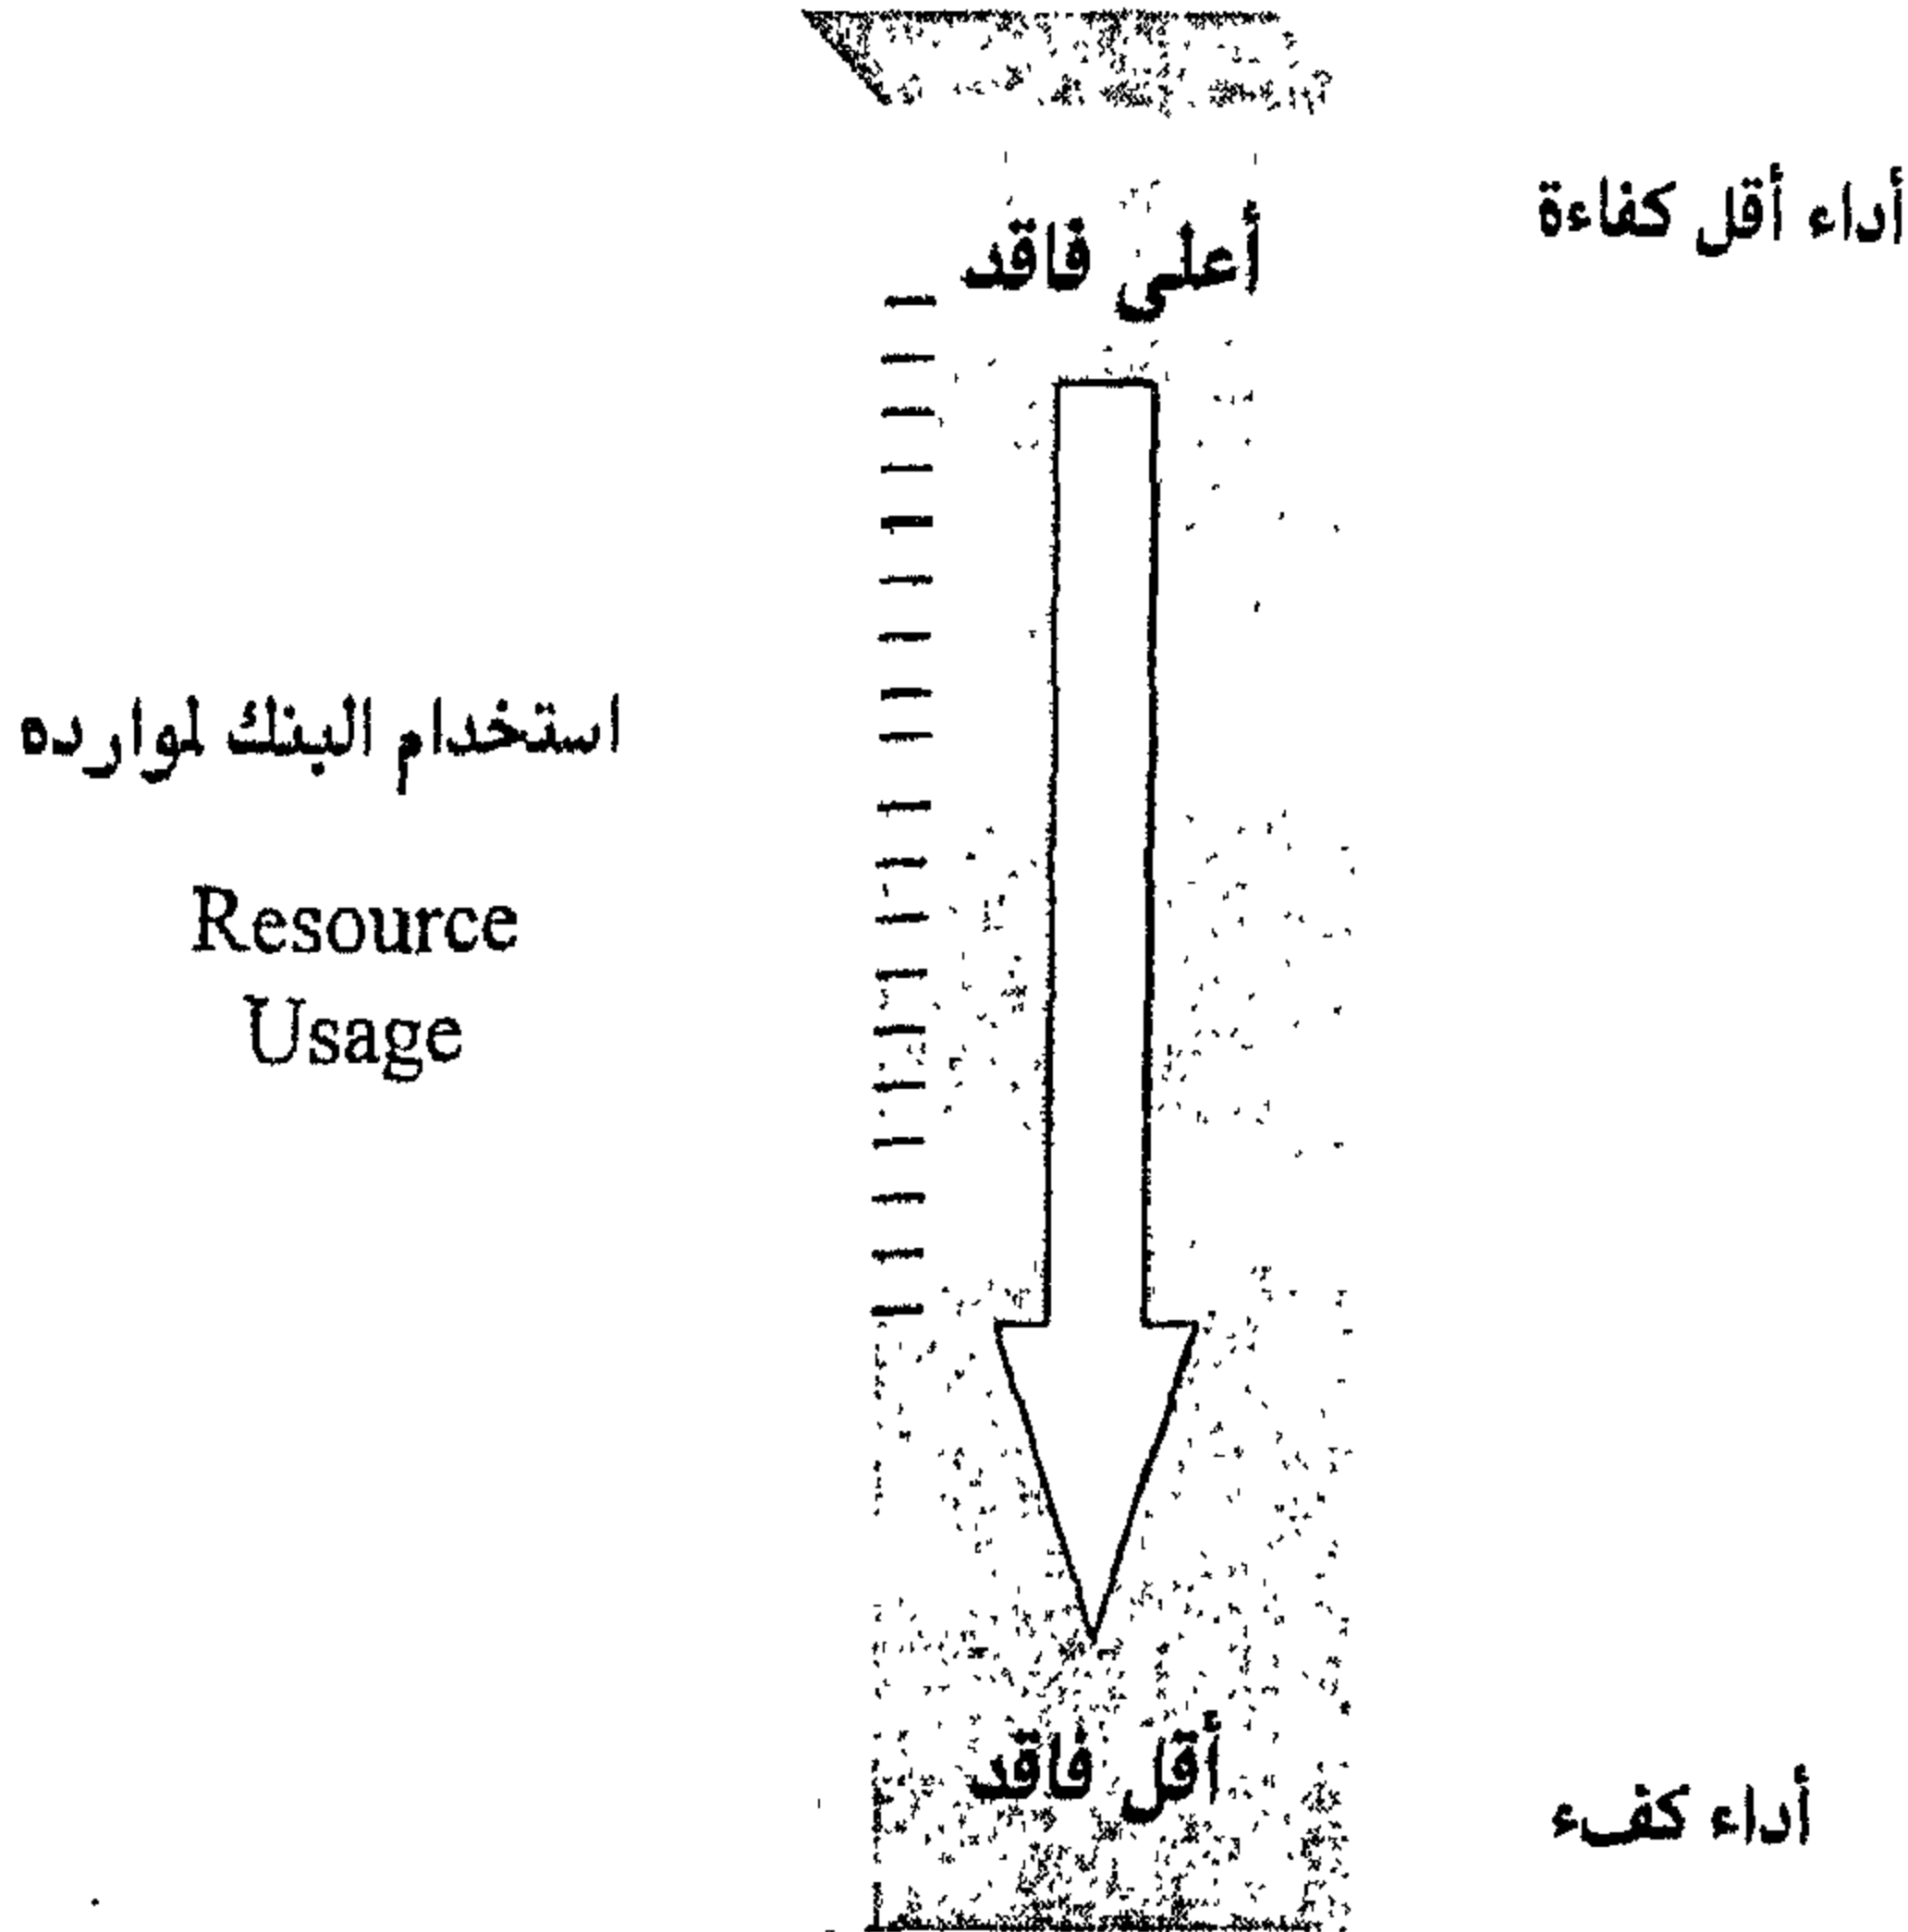 أداء أقل كفاءة
أعلى فاقد
استخدام البنك لموارده
Resource
Usage
أقل فاقد
أداء كفء